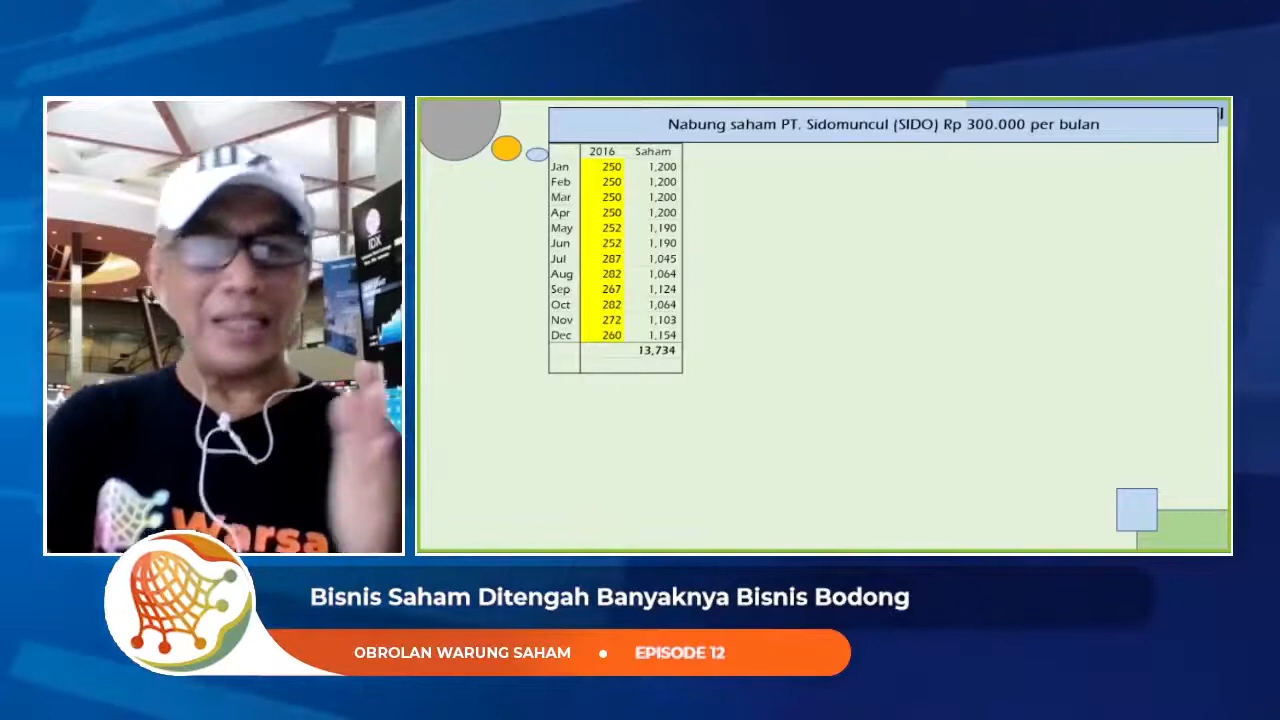 IDX
Warsa
Nabung saham PT. Sidomuncul (SIDO) Rp 300.000 per bulan
2016 Saham
Jan 250 1,200
Feb 250 1,200
Mar 250 1,200
Apr 250 1,200
May 252 1,190
Jun 252 1,190
Jul 287 1,045
Aug 282 1,064
Sep 267 1,124
Oct 282 1,064
Nov 272 1,103
Dec 260 1,154
13,734
Bisnis Saham Ditengah Banyaknya Bisnis Bodong
OBROLAN WARUNG SAHAM • EPISODE 12